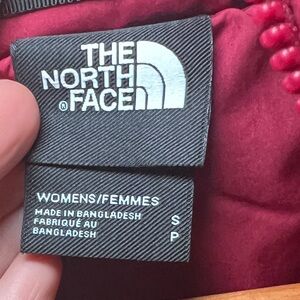 THE
NORTH
®FACE
WOMENS/FEMMES
MADE IN BANGLADESH
FABRIQUÉ AU
BANGLADESH
S
P